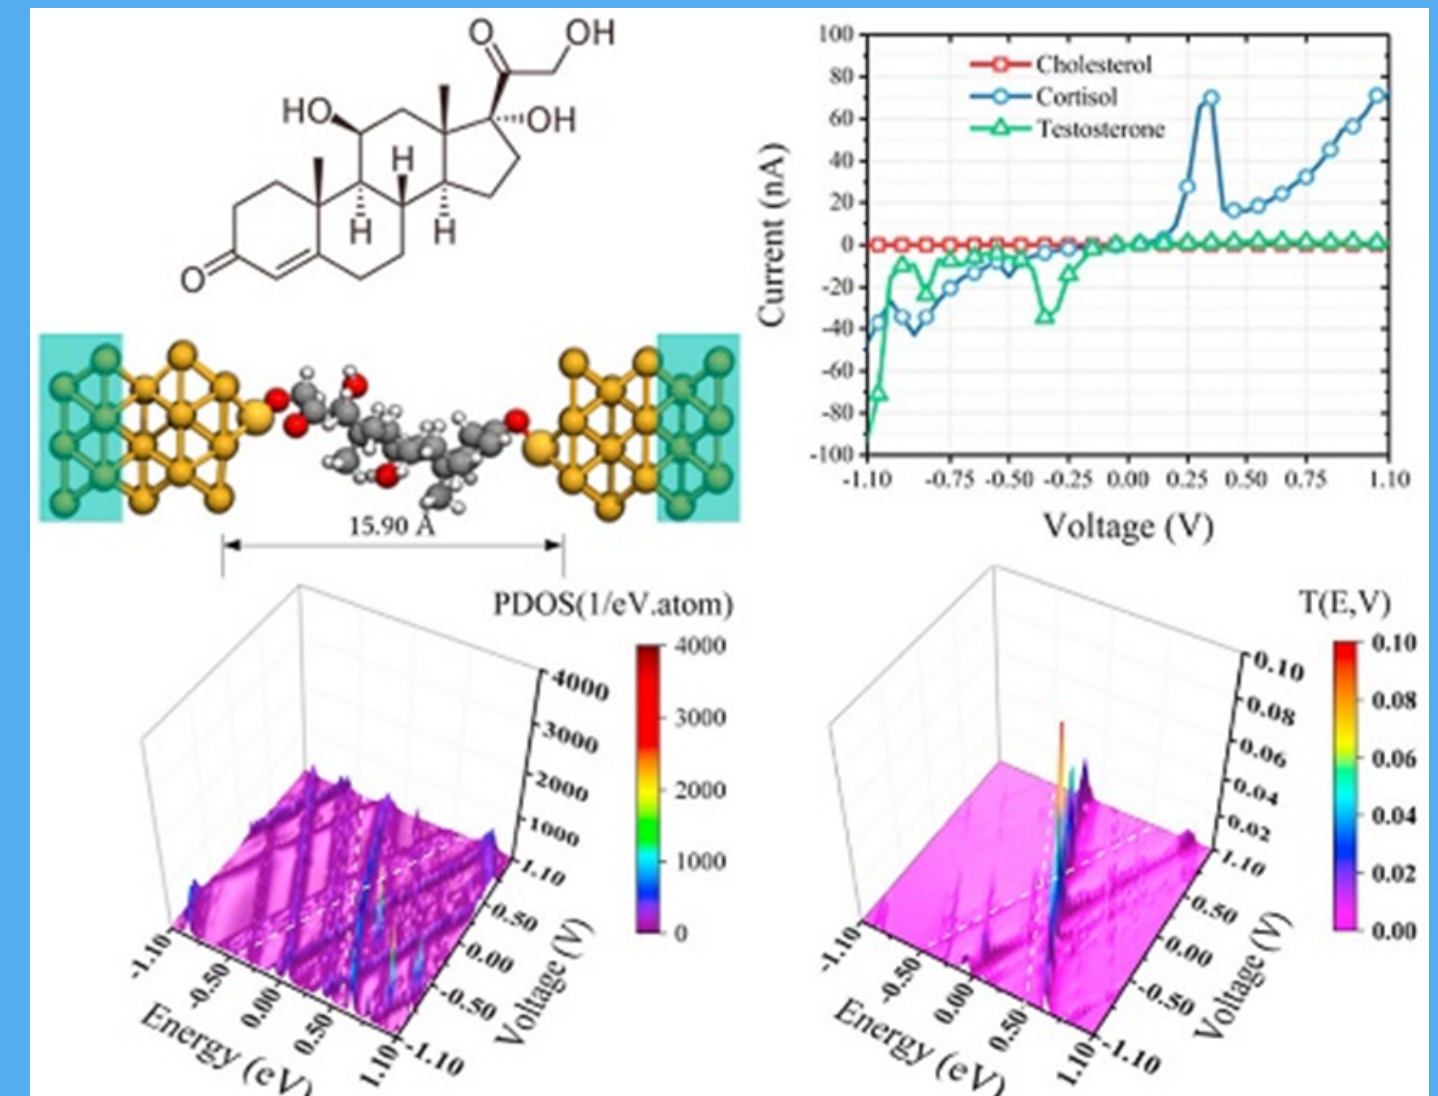 O
OH
HO
OH
H
H
H
O
15.90 Å
100
80
60
40
20
0
-20
-40
-60
-80
-100
Current (nA)
Cholesterol
Cortisol
Testosterone
-1.10 -0.75 -0.50 -0.25 0.00 0.25 0.50 0.75 1.10
Voltage (V)
PDOS(1/eV.atom)
4000
3000
2000
1000
4000
3000
2000
1000
0
1.10
0.50
0.00
-0.50
-1.10
Voltage (V)
-1.10
-0.50
0.00
0.50
1.10
Energy (eV)
T(E,V)
0.10
0.08
0.06
0.04
0.02
0.10
0.08
0.06
0.04
0.02
0.00
1.10
0.50
0.00
-0.50
-1.10
Voltage (V)
-1.10
-0.50
0.00
0.50
1.10
Energy (eV)